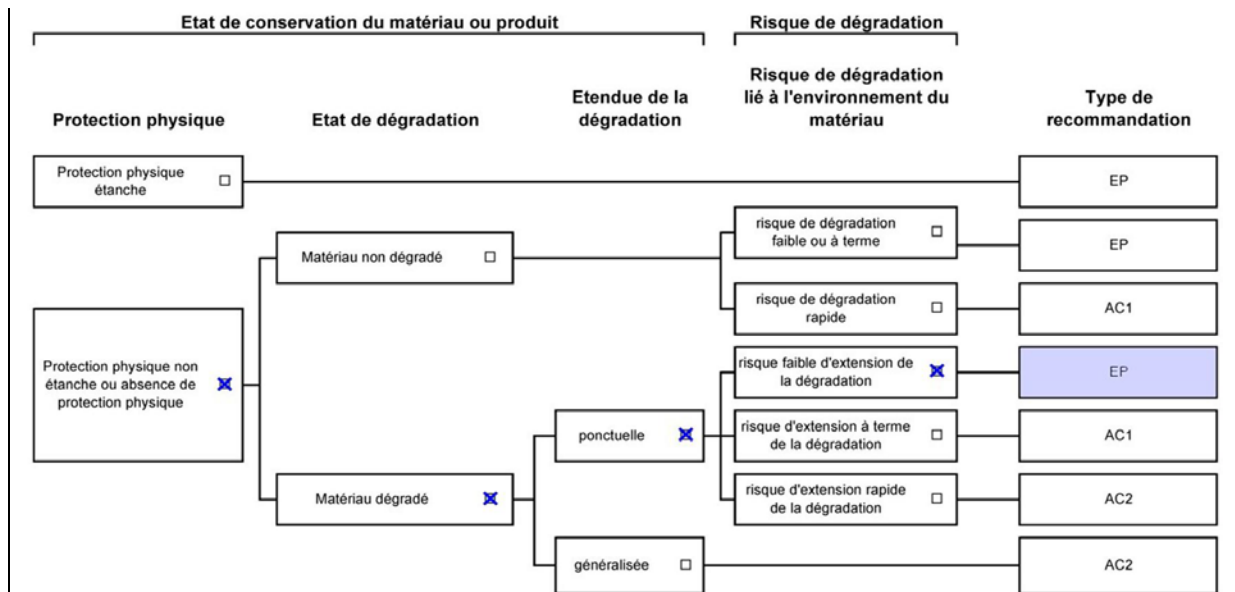 Etat de conservation du matériau ou produit
Risque de dégradation
Protection physique
Etat de dégradation
Etendue de la
dégradation
Risque de dégradation
lié à l'environnement du
matériau
Type de
recommandation
Protection physique
étanche
EP
Matériau non dégradé
risque de dégradation
faible ou à terme
EP
risque de dégradation
rapide
AC1
Protection physique non
étanche ou absence de
protection physique
risque faible d'extension de
la dégradation
EP
ponctuelle
risque d'extension à terme
de la dégradation
AC1
Matériau dégradé
risque d'extension rapide
de la dégradation
AC2
généralisée
AC2